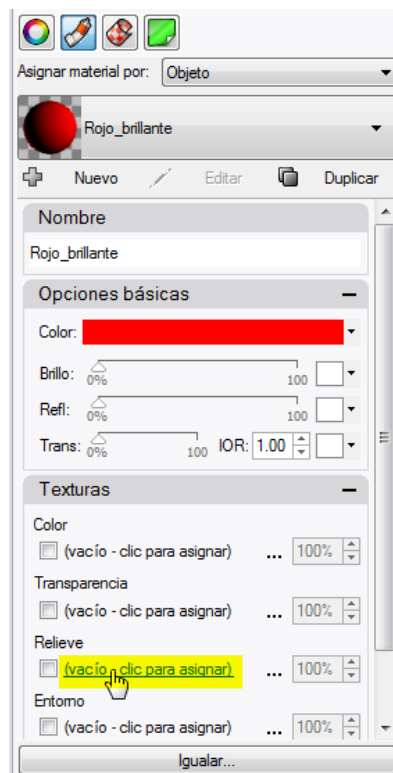 Asignar material por: Objeto
Rojo_brillante
Nuevo Editar Duplicar
Nombre
Rojo_brillante
Opciones básicas
Color:
Brillo: 0% 100
Refl: 0% 100
Trans: 0% 100 IOR: 1.00
Texturas
Color
(vacío - clic para asignar) ... 100%
Transparencia
(vacío - clic para asignar) ... 100%
Relieve
(vacío - clic para asignar) ... 100%
Entorno
(vacío - clic para asignar) ... 100%
Igualar...